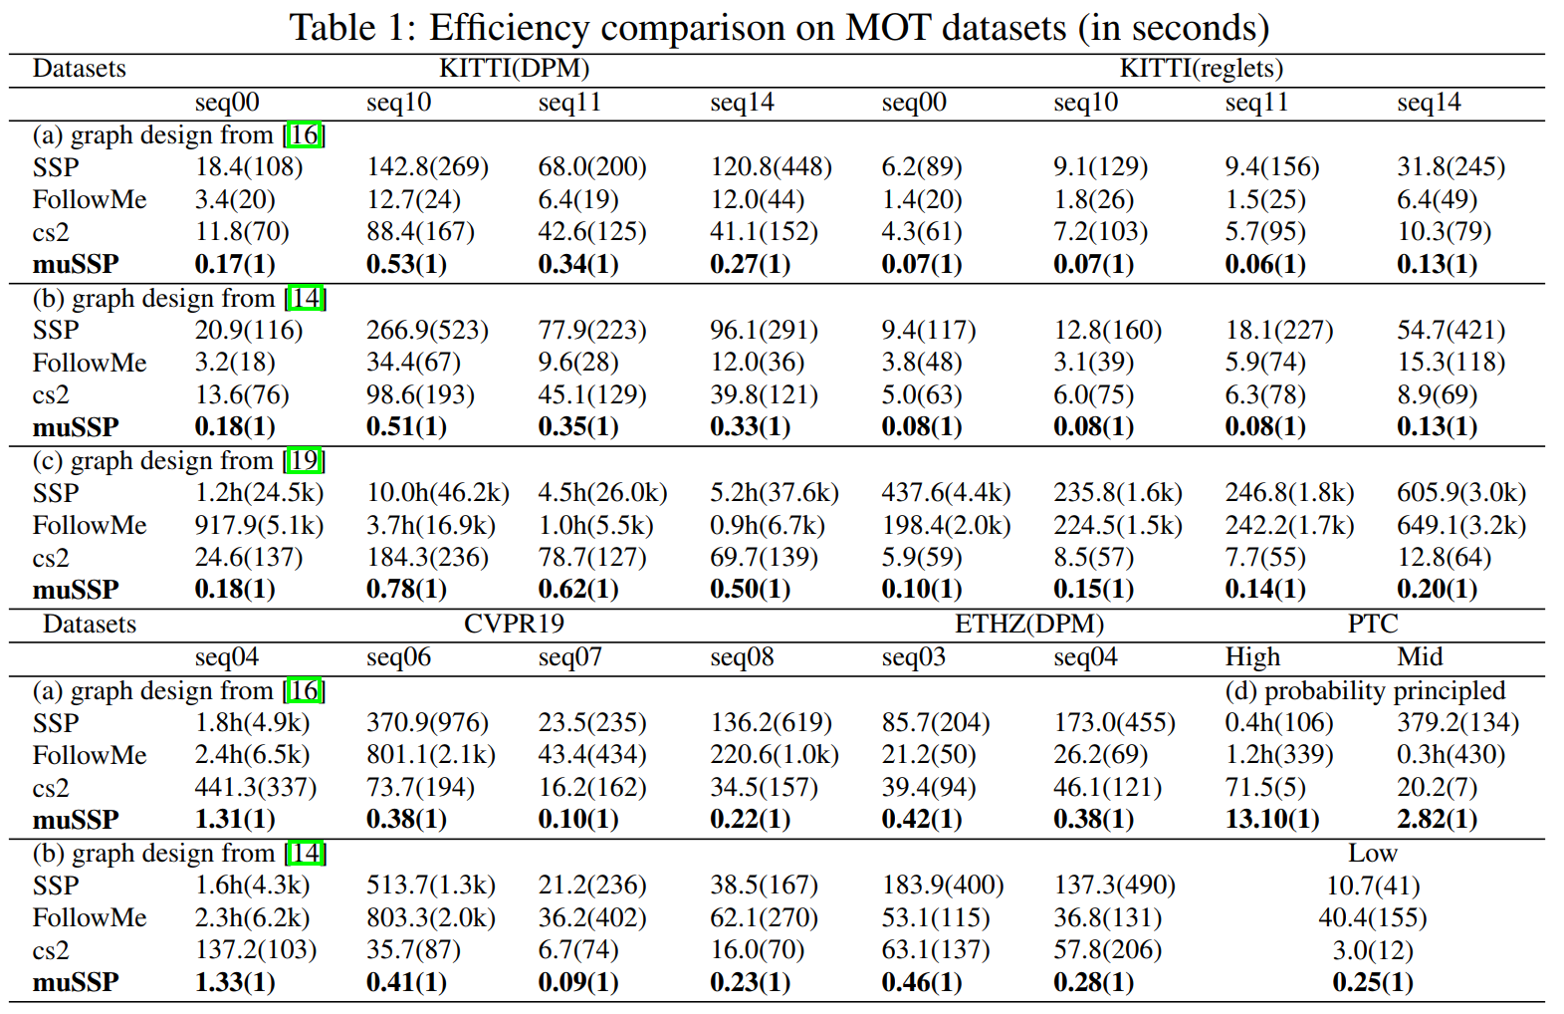 Table 1: Efficiency comparison on MOT datasets (in seconds)
Datasets KITTI(DPM) KITTI(reglets)
seq00 seq10 seq11 seq14 seq00 seq10 seq11 seq14
(a) graph design from [16]
SSP 18.4(108) 142.8(269) 68.0(200) 120.8(448) 6.2(89) 9.1(129) 9.4(156) 31.8(245)
FollowMe 3.4(20) 12.7(24) 6.4(19) 12.0(44) 1.4(20) 1.8(26) 1.5(25) 6.4(49)
cs2 11.8(70) 88.4(167) 42.6(125) 41.1(152) 4.3(61) 7.2(103) 5.7(95) 10.3(79)
muSSP 0.17(1) 0.53(1) 0.34(1) 0.27(1) 0.07(1) 0.07(1) 0.06(1) 0.13(1)
(b) graph design from [14]
SSP 20.9(116) 266.9(523) 77.9(223) 96.1(291) 9.4(117) 12.8(160) 18.1(227) 54.7(421)
FollowMe 3.2(18) 34.4(67) 9.6(28) 12.0(36) 3.8(48) 3.1(39) 5.9(74) 15.3(118)
cs2 13.6(76) 98.6(193) 45.1(129) 39.8(121) 5.0(63) 6.0(75) 6.3(78) 8.9(69)
muSSP 0.18(1) 0.51(1) 0.35(1) 0.33(1) 0.08(1) 0.08(1) 0.08(1) 0.13(1)
(c) graph design from [19]
SSP 1.2h(24.5k) 10.0h(46.2k) 4.5h(26.0k) 5.2h(37.6k) 437.6(4.4k) 235.8(1.6k) 246.8(1.8k) 605.9(3.0k)
FollowMe 917.9(5.1k) 3.7h(16.9k) 1.0h(5.5k) 0.9h(6.7k) 198.4(2.0k) 224.5(1.5k) 242.2(1.7k) 649.1(3.2k)
cs2 24.6(137) 184.3(236) 78.7(127) 69.7(139) 5.9(59) 8.5(57) 7.7(55) 12.8(64)
muSSP 0.18(1) 0.78(1) 0.62(1) 0.50(1) 0.10(1) 0.15(1) 0.14(1) 0.20(1)
Datasets CVPR19 ETHZ(DPM) PTC
seq04 seq06 seq07 seq08 seq03 seq04 High Mid
(a) graph design from [16] (d) probability principled
SSP 1.8h(4.9k) 370.9(976) 23.5(235) 136.2(619) 85.7(204) 173.0(455) 0.4h(106) 379.2(134)
FollowMe 2.4h(6.5k) 801.1(2.1k) 43.4(434) 220.6(1.0k) 21.2(50) 26.2(69) 1.2h(339) 0.3h(430)
cs2 441.3(337) 73.7(194) 16.2(162) 34.5(157) 39.4(94) 46.1(121) 71.5(5) 20.2(7)
muSSP 1.31(1) 0.38(1) 0.10(1) 0.22(1) 0.42(1) 0.38(1) 13.10(1) 2.82(1)
(b) graph design from [14] Low
SSP 1.6h(4.3k) 513.7(1.3k) 21.2(236) 38.5(167) 183.9(400) 137.3(490) 10.7(41)
FollowMe 2.3h(6.2k) 803.3(2.0k) 36.2(402) 62.1(270) 53.1(115) 36.8(131) 40.4(155)
cs2 137.2(103) 35.7(87) 6.7(74) 16.0(70) 63.1(137) 57.8(206) 3.0(12)
muSSP 1.33(1) 0.41(1) 0.09(1) 0.23(1) 0.46(1) 0.28(1) 0.25(1)